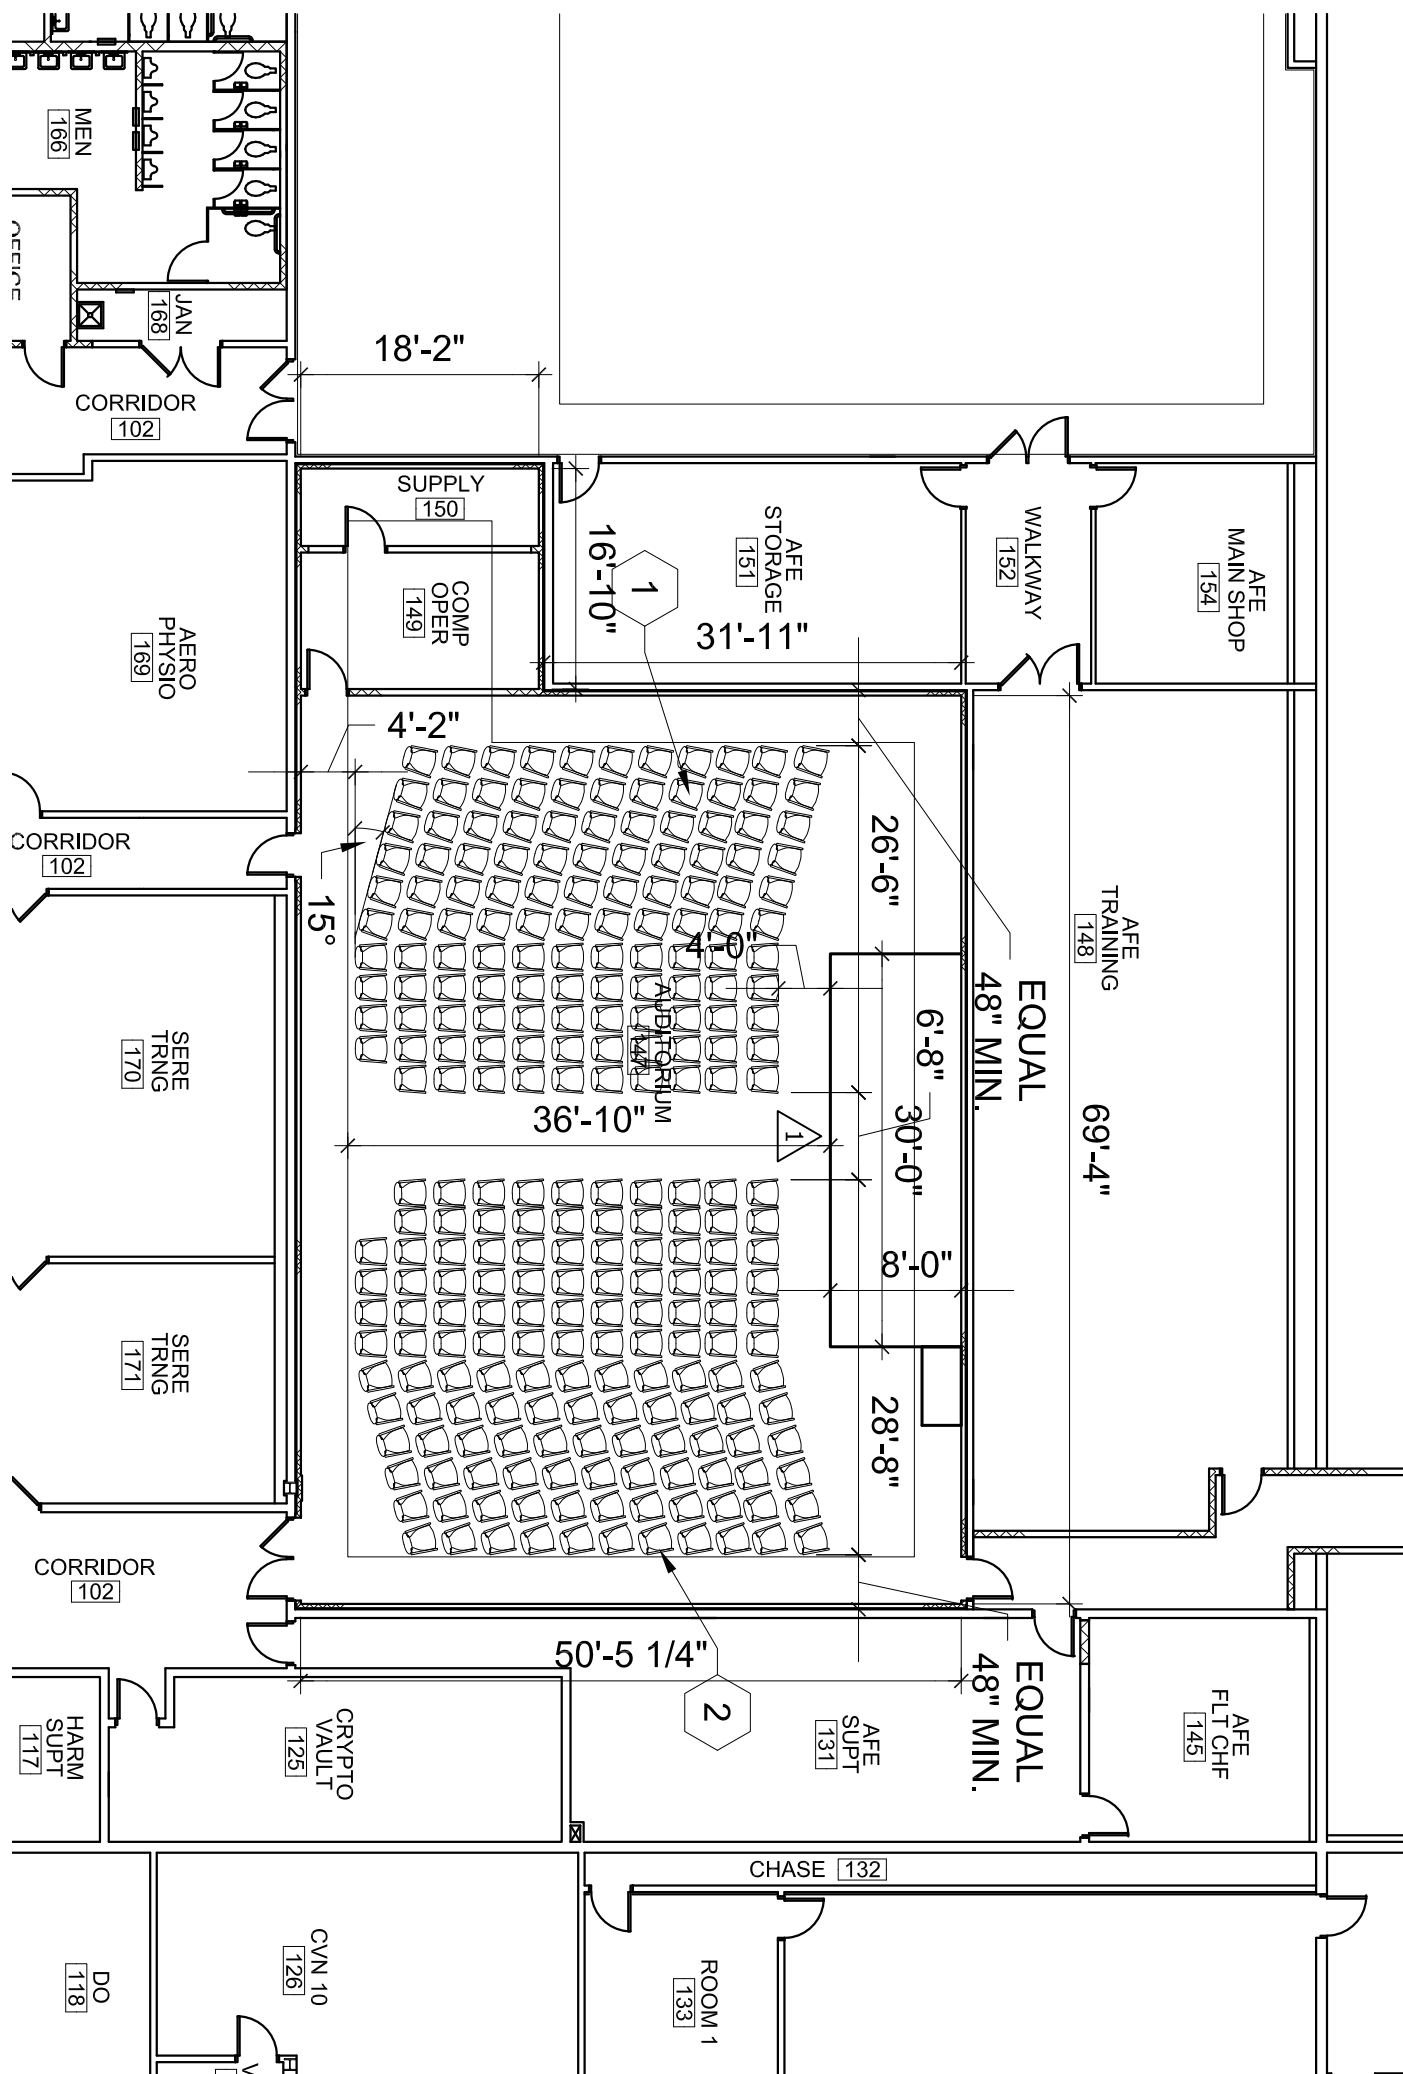 MEN
166
OFFICE
JAN
168
18'-2"
CORRIDOR
102
SUPPLY
150
COMP
OPER
149
16'-10"
1
AFE
STORAGE
151
31'-11"
WALKWAY
152
AFE
MAIN SHOP
154
AERO
PHYSIO
169
4'-2"
CORRIDOR
102
15°
26'-6"
4'-0"
AFE
TRAINING
148
EQUAL
48" MIN.
AUDITORIUM
147
6'-8"
36'-10"
1
30'-0"
69'-4"
SERE
TRNG
170
8'-0"
SERE
TRNG
171
28'-8"
CORRIDOR
102
50'-5 1/4"
2
EQUAL
48" MIN.
HARM
SUPT
117
CRYPTO
VAULT
125
AFE
SUPT
131
AFE
FLT CHF
145
CHASE 132
DO
118
CVN 10
126
ROOM 1
133